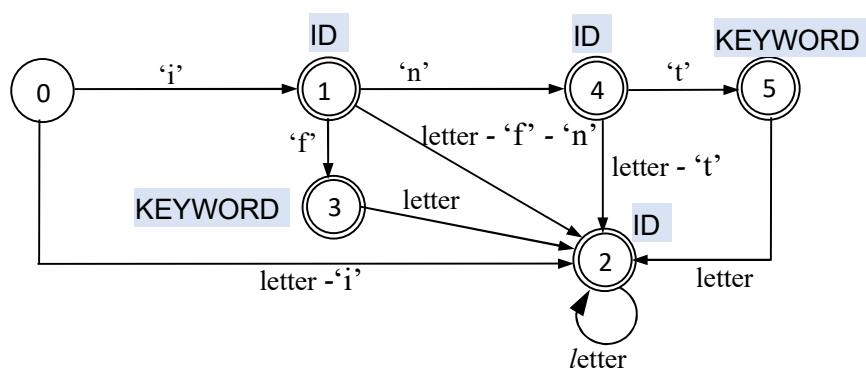 ID
ID
KEYWORD
0
‘i’
1
‘n’
4
‘t’
5
‘f’
letter - ‘f’ - ‘n’
letter - ‘t’
KEYWORD
3
letter
ID
2
letter -‘i’
letter
letter